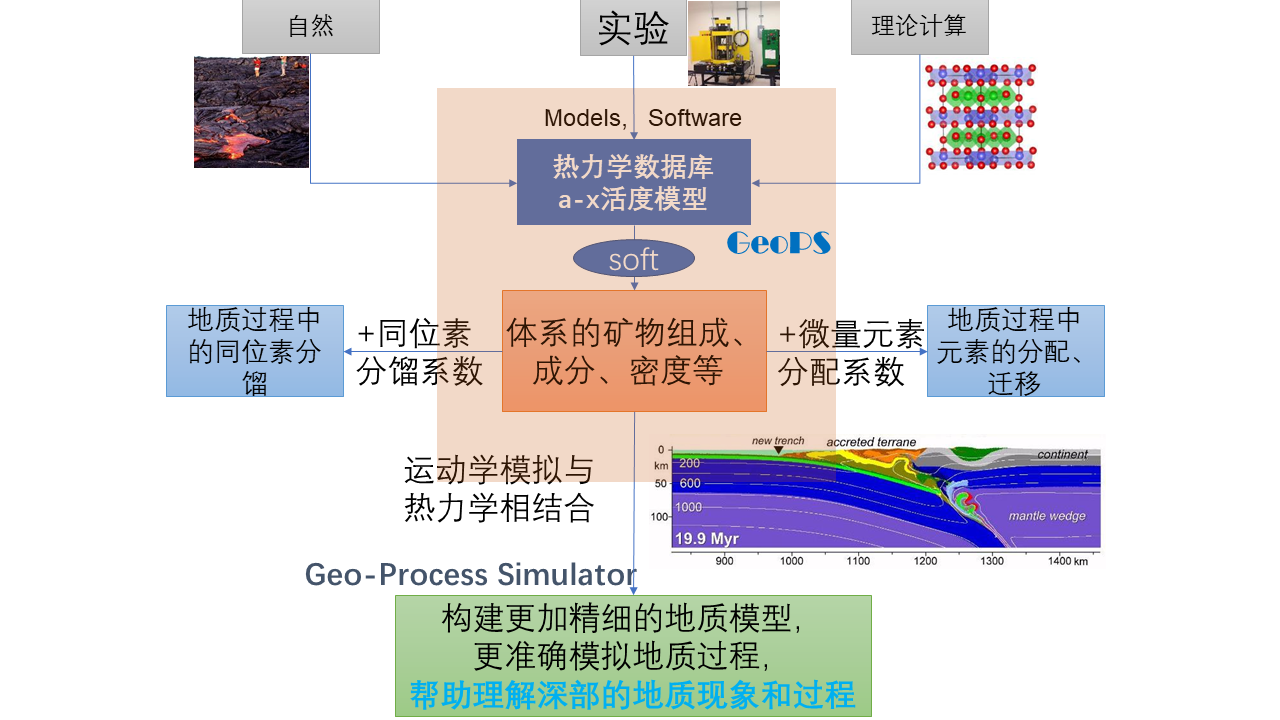 自然
实验
理论计算
Models, Software
热力学数据库
a-x活度模型
GeoPS
soft
地质过程中
的同位素分
馏
+同位素
分馏系数
体系的矿物组成、
成分、密度等
+微量元素
分配系数
地质过程中
元素的分配、
迁移
运动学模拟与
热力学相结合
new trench
accreted terrane
continent
0
km
50
100
200
600
1000
mantle wedge
19.9 Myr
900 1000 1100 1200 1300 1400 km
Geo-Process Simulator
构建更加精细的地质模型,
更准确模拟地质过程,
帮助理解深部的地质现象和过程